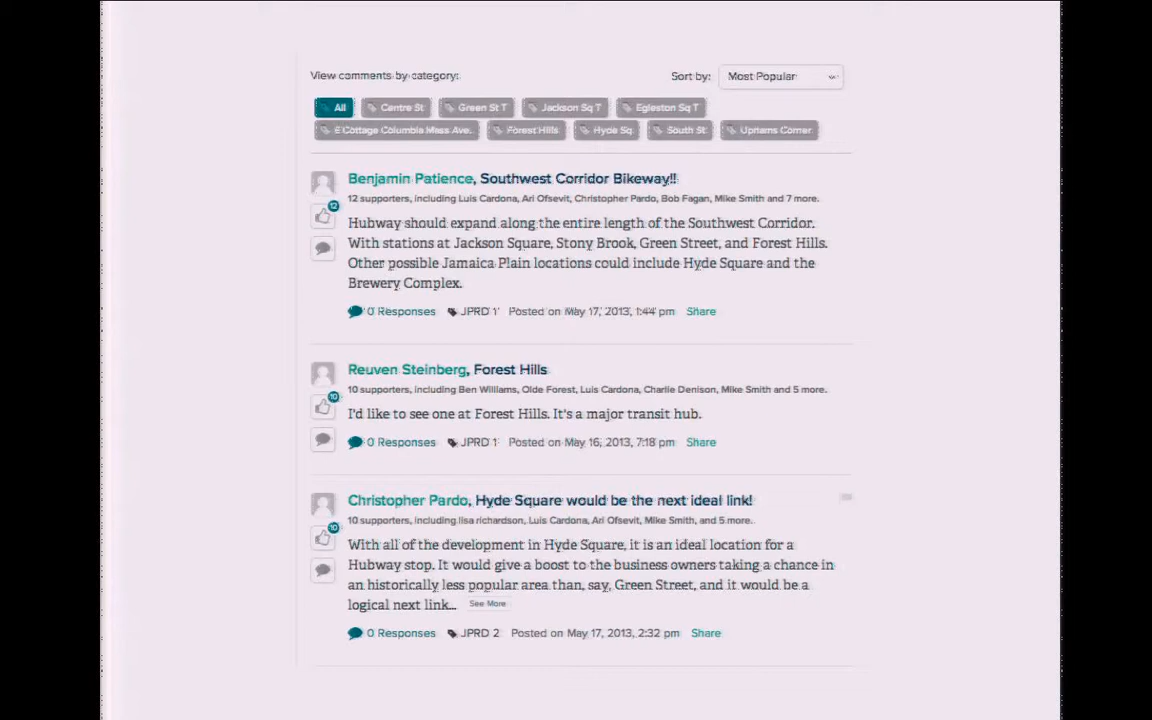 View comments by category:
Sort by: Most Popular
All Centre St Green St T Jackson Sq T Egleston Sq T
E Cottage Columbia Mass Ave. Forest Hills Hyde Sq. South St Uphams Corner
Benjamin Patience, Southwest Corridor Bikeway!!
12 supporters, including Luis Cardona, Ari Ofsevit, Christopher Pardo, Bob Fagan, Mike Smith and 7 more.
12
Hubway should expand along the entire length of the Southwest Corridor.
With stations at Jackson Square, Stony Brook, Green Street, and Forest Hills.
Other possible Jamaica Plain locations could include Hyde Square and the
Brewery Complex.
0 Responses JPRD 1 Posted on May 17, 2013, 1:44 pm Share
Reuven Steinberg, Forest Hills
10 supporters, including Ben Williams, Olde Forest, Luis Cardona, Charlie Denison, Mike Smith and 5 more.
10
I'd like to see one at Forest Hills. It's a major transit hub.
0 Responses JPRD 1 Posted on May 16, 2013, 7:18 pm Share
Christopher Pardo, Hyde Square would be the next ideal link!
10 supporters, including lisa richardson, Luis Cardona, Ari Ofsevit, Mike Smith, and 5 more.
10
With all of the development in Hyde Square, it is an ideal location for a
Hubway stop. It would give a boost to the business owners taking a chance in
an historically less popular area than, say, Green Street, and it would be a
logical next link... See More
0 Responses JPRD 2 Posted on May 17, 2013, 2:32 pm Share